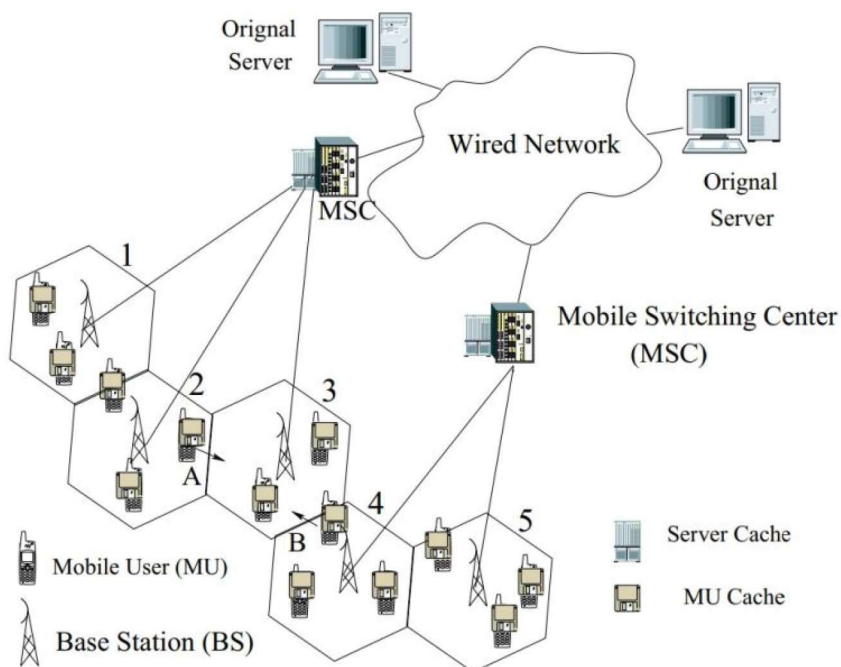 Orignal
Server
Wired Network
Orignal
Server
MSC
1
Mobile Switching Center
(MSC)
2
3
A
4
B
5
Server Cache
Mobile User (MU)
MU Cache
Base Station (BS)